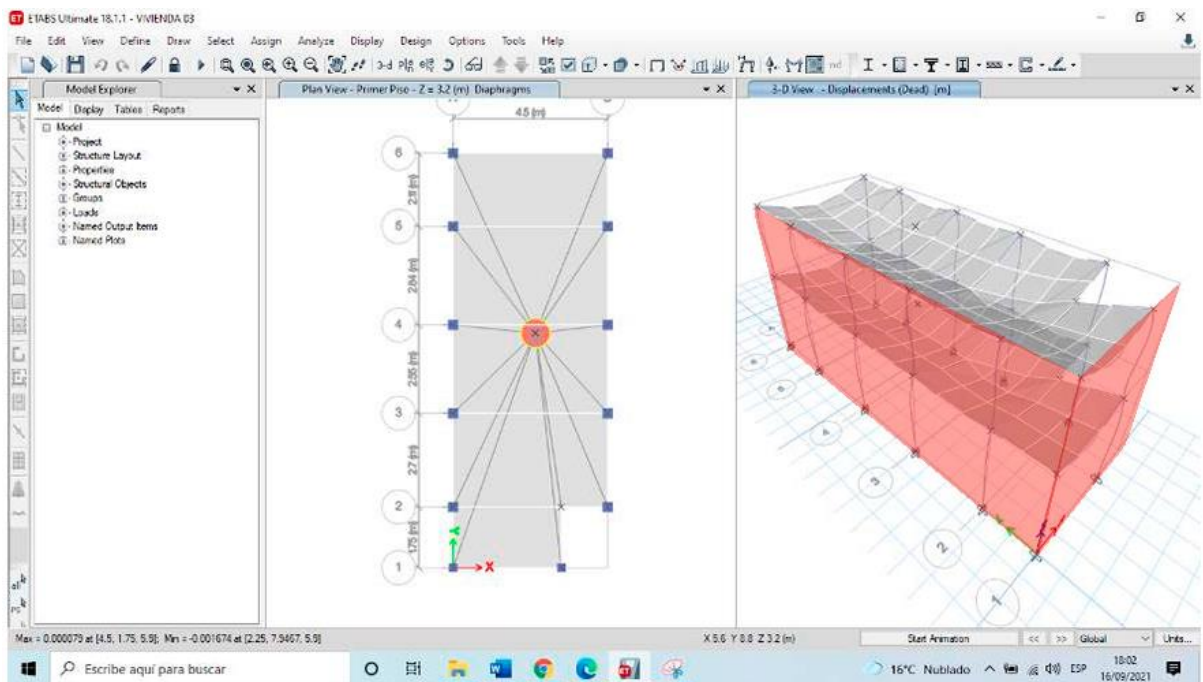 ETABS Ultimate 18.1.1 - VIVIENDA 03
File Edit View Define Draw Select Assign Analyze Display Design Options Tools Help
Model Explorer
Plan View - Primer Piso - Z = 3.2 (m) Diaphragms
3-D View - Displacements (Dead) [m]
Model Display Tables Reports
Model
Project
Structure Layout
Properties
Structural Objects
Groups
Loads
Named Output Items
Named Plots
4.5 (m)
6
5
2.84 (m)
4
2.55 (m)
3
2.7 (m)
2
1.75 (m)
1
Y
X
3
2
1
Max = 0.000079 at [4.5, 1.75, 5.9]; Min = -0.001674 at [2.25, 7.9467, 5.9]
X 5.6 Y 8.8 Z 3.2 (m)
Start Animation
<< >>
Global
Units...
Escribe aquí para buscar
16°C Nublado
ESP
18:02
16/09/2021